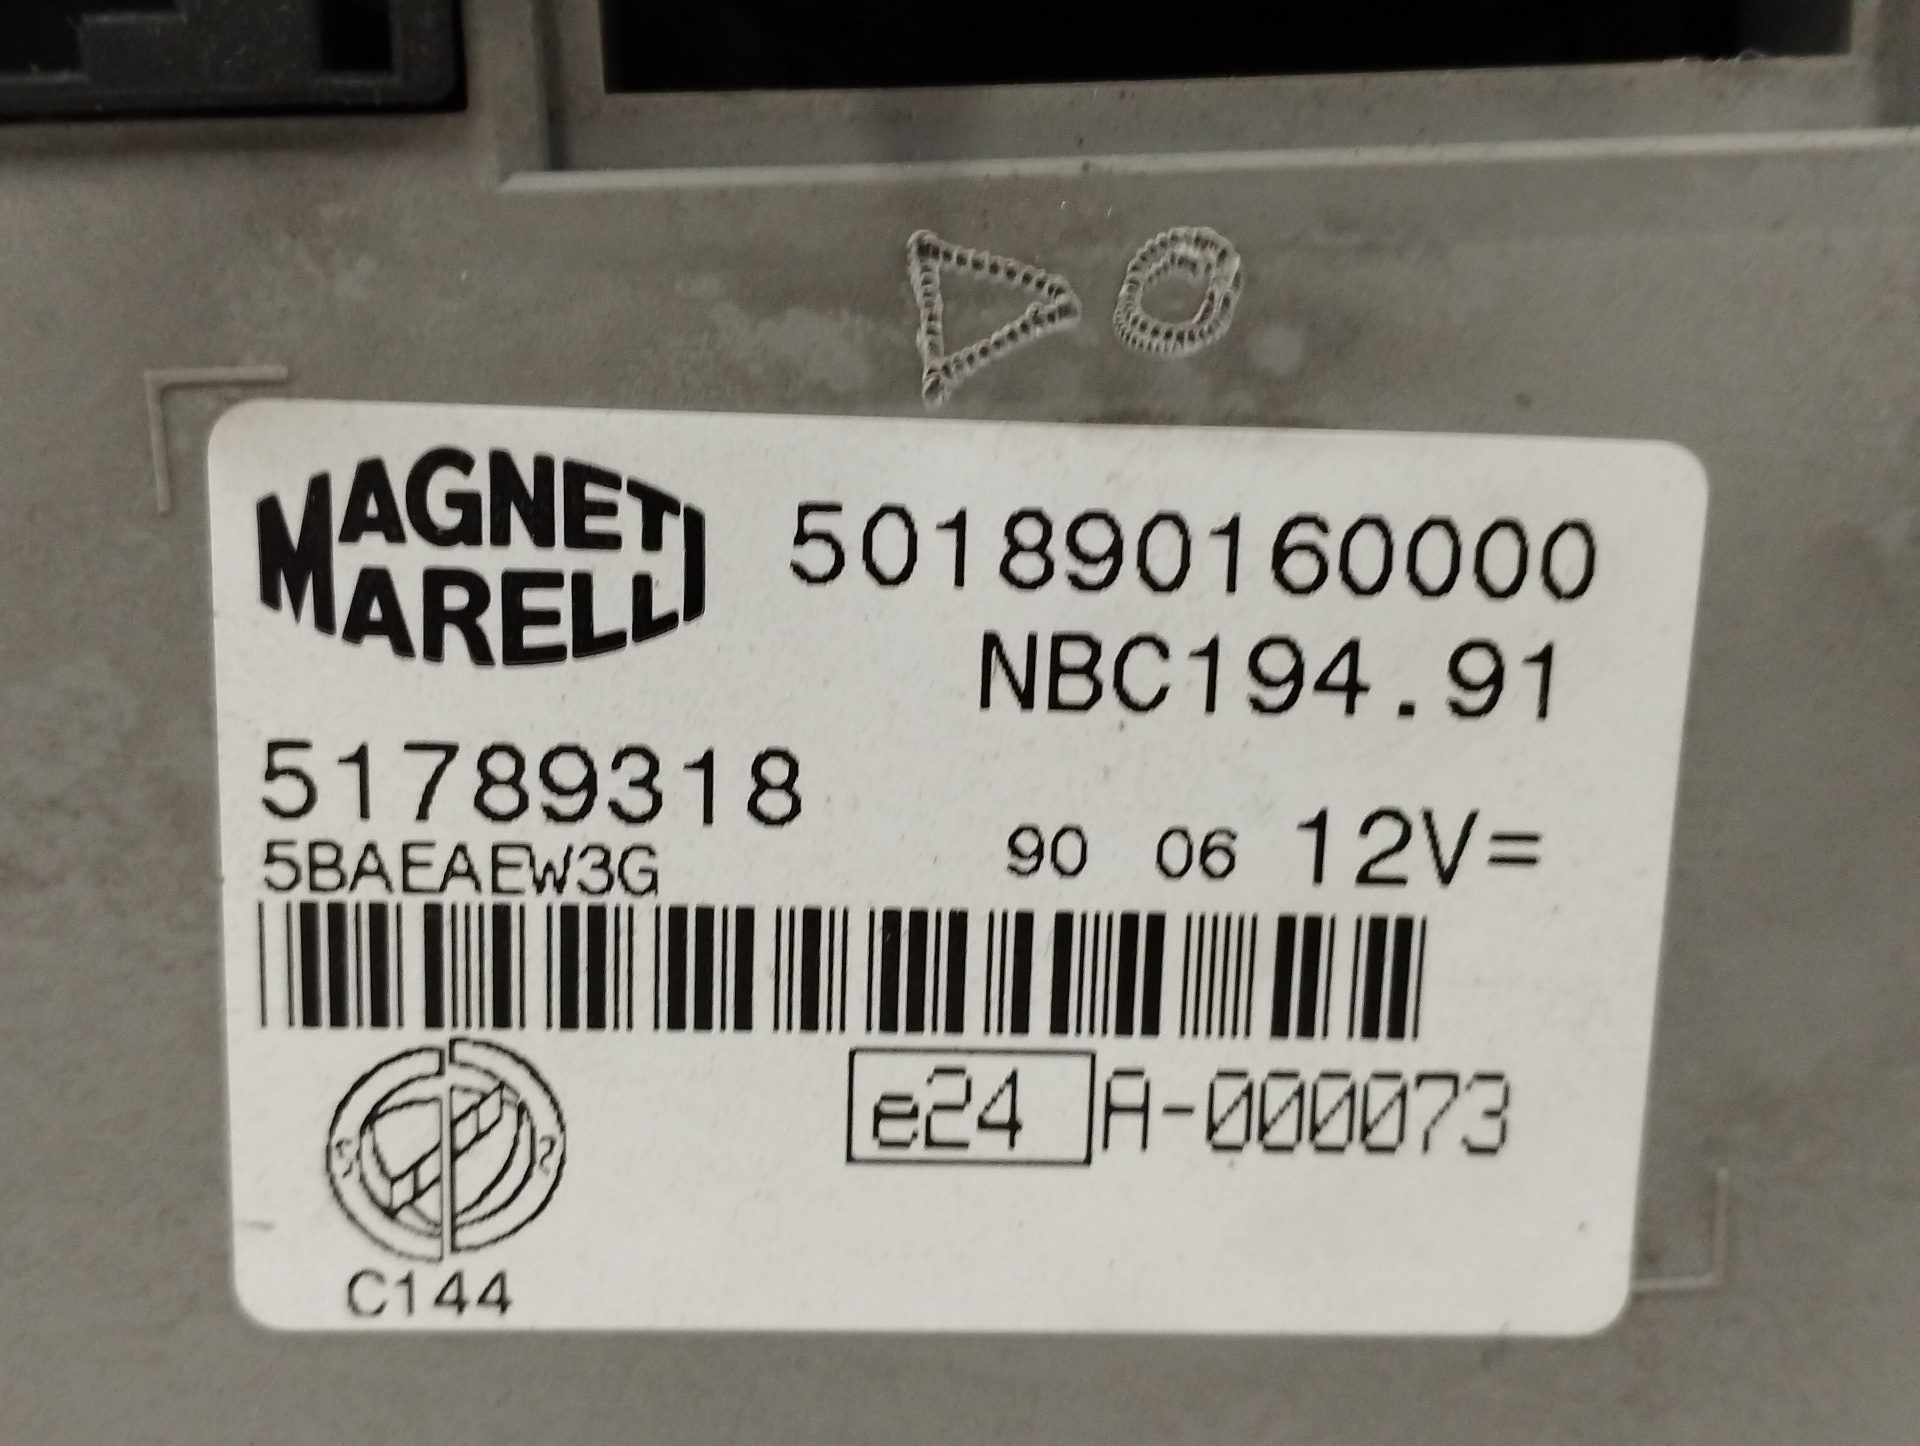 MAGNETI
MARELLI
501890160000
NBC194.91
51789318
5BAEAEW3G
90 06 12V=
e24 A-000073
C144